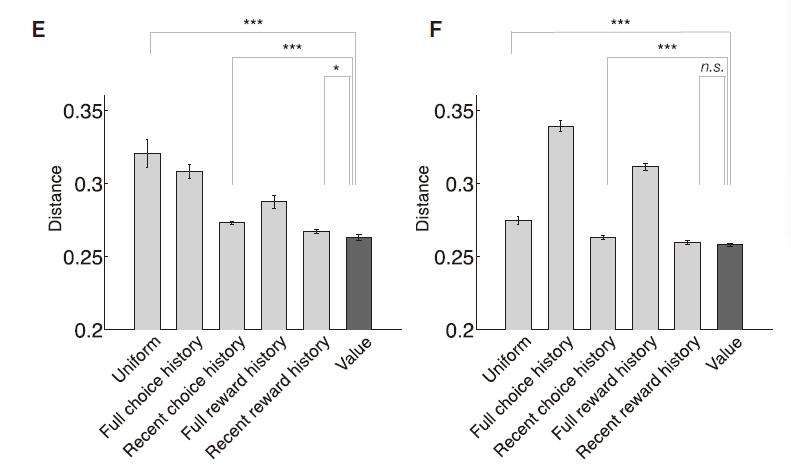 E
***
***
*
0.35
0.3
0.25
0.2
Distance
Uniform
Full choice history
Recent choice history
Full reward history
Recent reward history
Value
F
***
***
n.s.
0.35
0.3
0.25
0.2
Distance
Uniform
Full choice history
Recent choice history
Full reward history
Recent reward history
Value